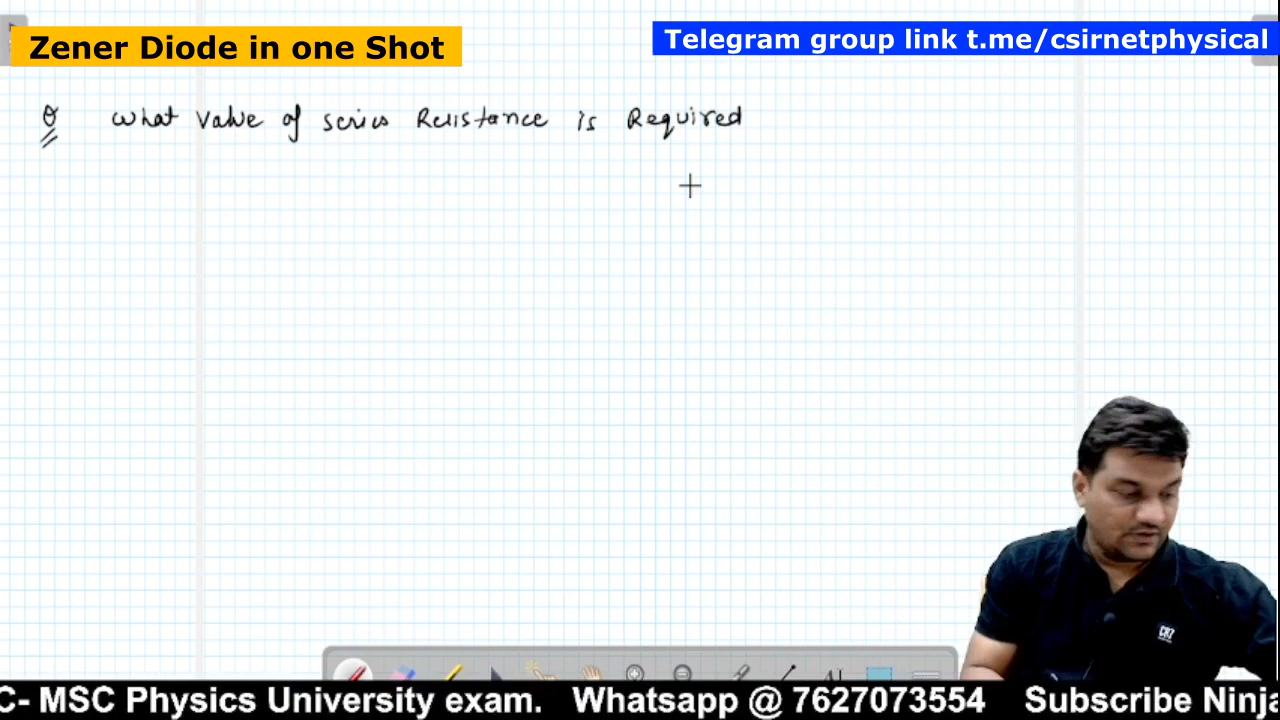 Zener Diode in one Shot
Telegram group link t.me/csirnetphysical
Q What Value of series Resistance is Required
CR7
C- MSC Physics University exam. Whatsapp @ 7627073554 Subscribe Ninja